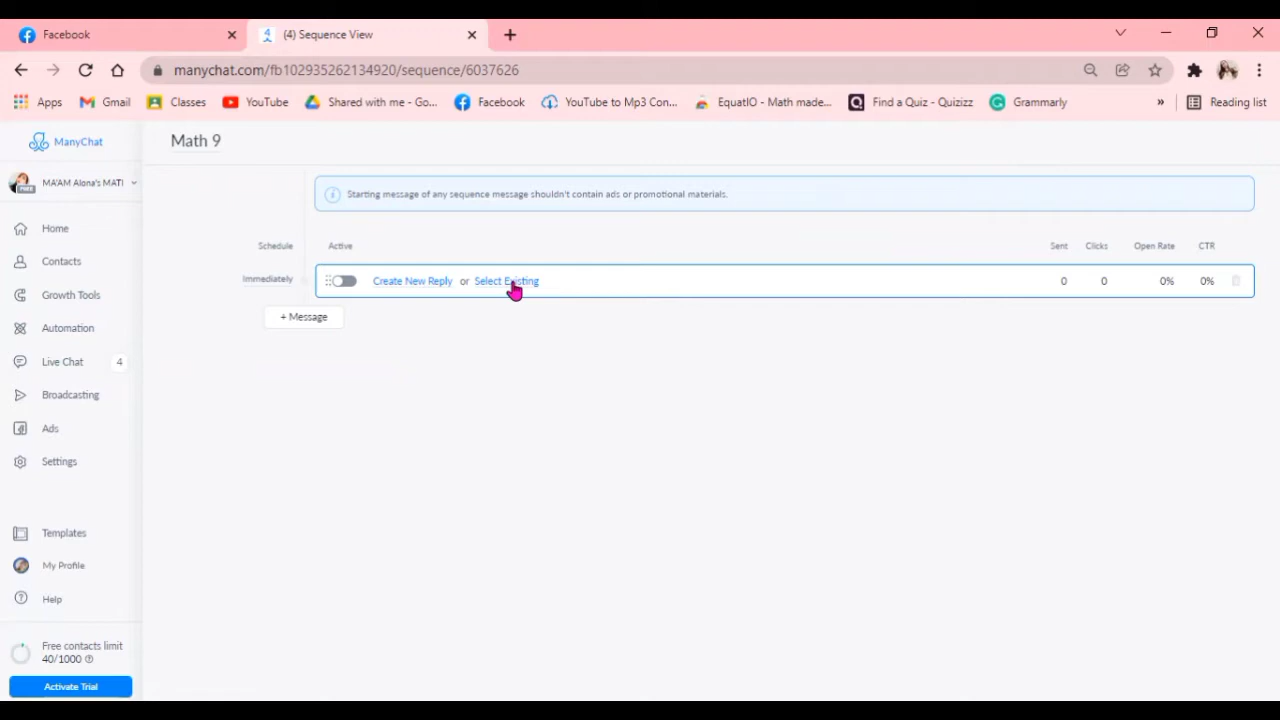 Facebook
(4) Sequence View
manychat.com/fb102935262134920/sequence/6037626
Apps
Gmail
Classes
YouTube
Shared with me - Go...
Facebook
YouTube to Mp3 Con...
EquatIO - Math made...
Find a Quiz - Quizizz
Grammarly
»
Reading list
ManyChat
Math 9
MA'AM Alona's MATI
FREE
Starting message of any sequence message shouldn't contain ads or promotional materials.
Home
Schedule Active Sent Clicks Open Rate CTR
Contacts
Immediately Create New Reply or Select Existing 0 0 0% 0%
Growth Tools
+ Message
Automation
Live Chat 4
Broadcasting
Ads
Settings
Templates
My Profile
Help
Free contacts limit
40/1000
Activate Trial